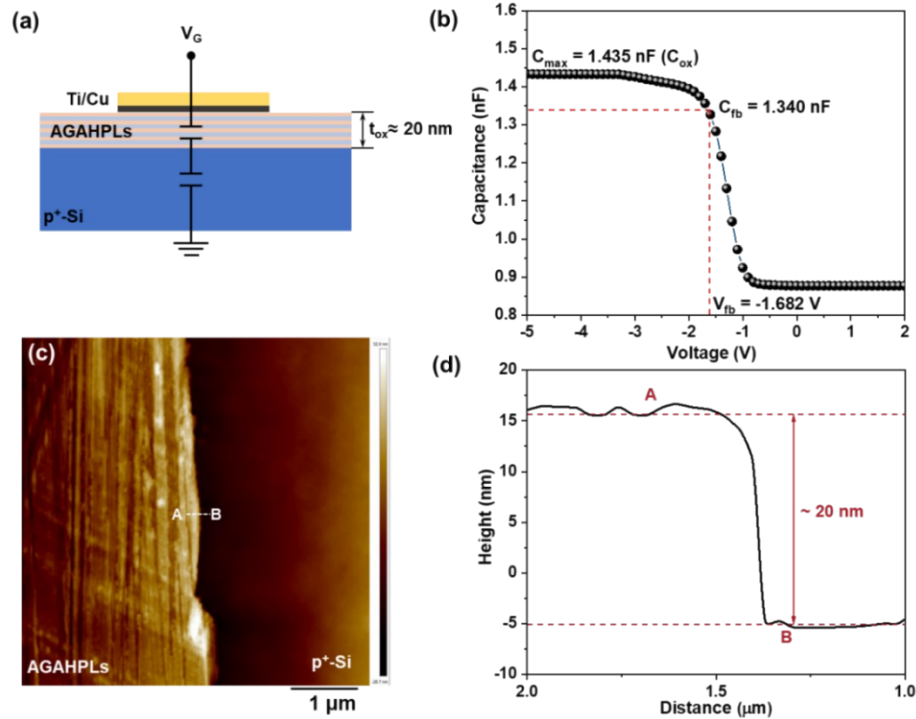 (a)
V_G
Ti/Cu
AGAHPLs
t_ox≈ 20 nm
p⁺-Si
(b)
C_max = 1.435 nF (C_ox)
C_fb = 1.340 nF
V_fb = -1.682 V
Capacitance (nF)
1.6
1.5
1.4
1.3
1.2
1.1
1.0
0.9
0.8
-5 -4 -3 -2 -1 0 1 2
Voltage (V)
(c)
A B
AGAHPLs
p⁺-Si
1 µm
(d)
Height (nm)
20
15
10
5
0
-5
-10
A
~ 20 nm
B
2.0 1.5 1.0
Distance (µm)